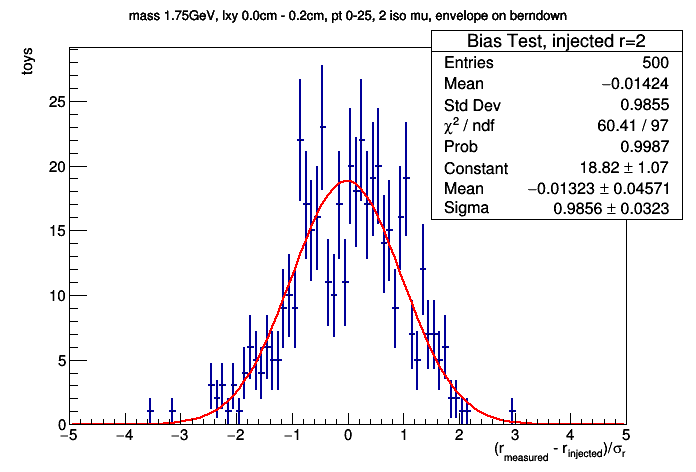 mass 1.75GeV, lxy 0.0cm - 0.2cm, pt 0-25, 2 iso mu, envelope on berndown
Bias Test, injected r=2
Entries 500
Mean −0.01424
Std Dev 0.9855
χ² / ndf 60.41 / 97
Prob 0.9987
Constant 18.82 ± 1.07
Mean −0.01323 ± 0.04571
Sigma 0.9856 ± 0.0323
toys
25
20
15
10
5
0
−5 −4 −3 −2 −1 0 1 2 3 4 5
(r_measured - r_injected)/σ_r